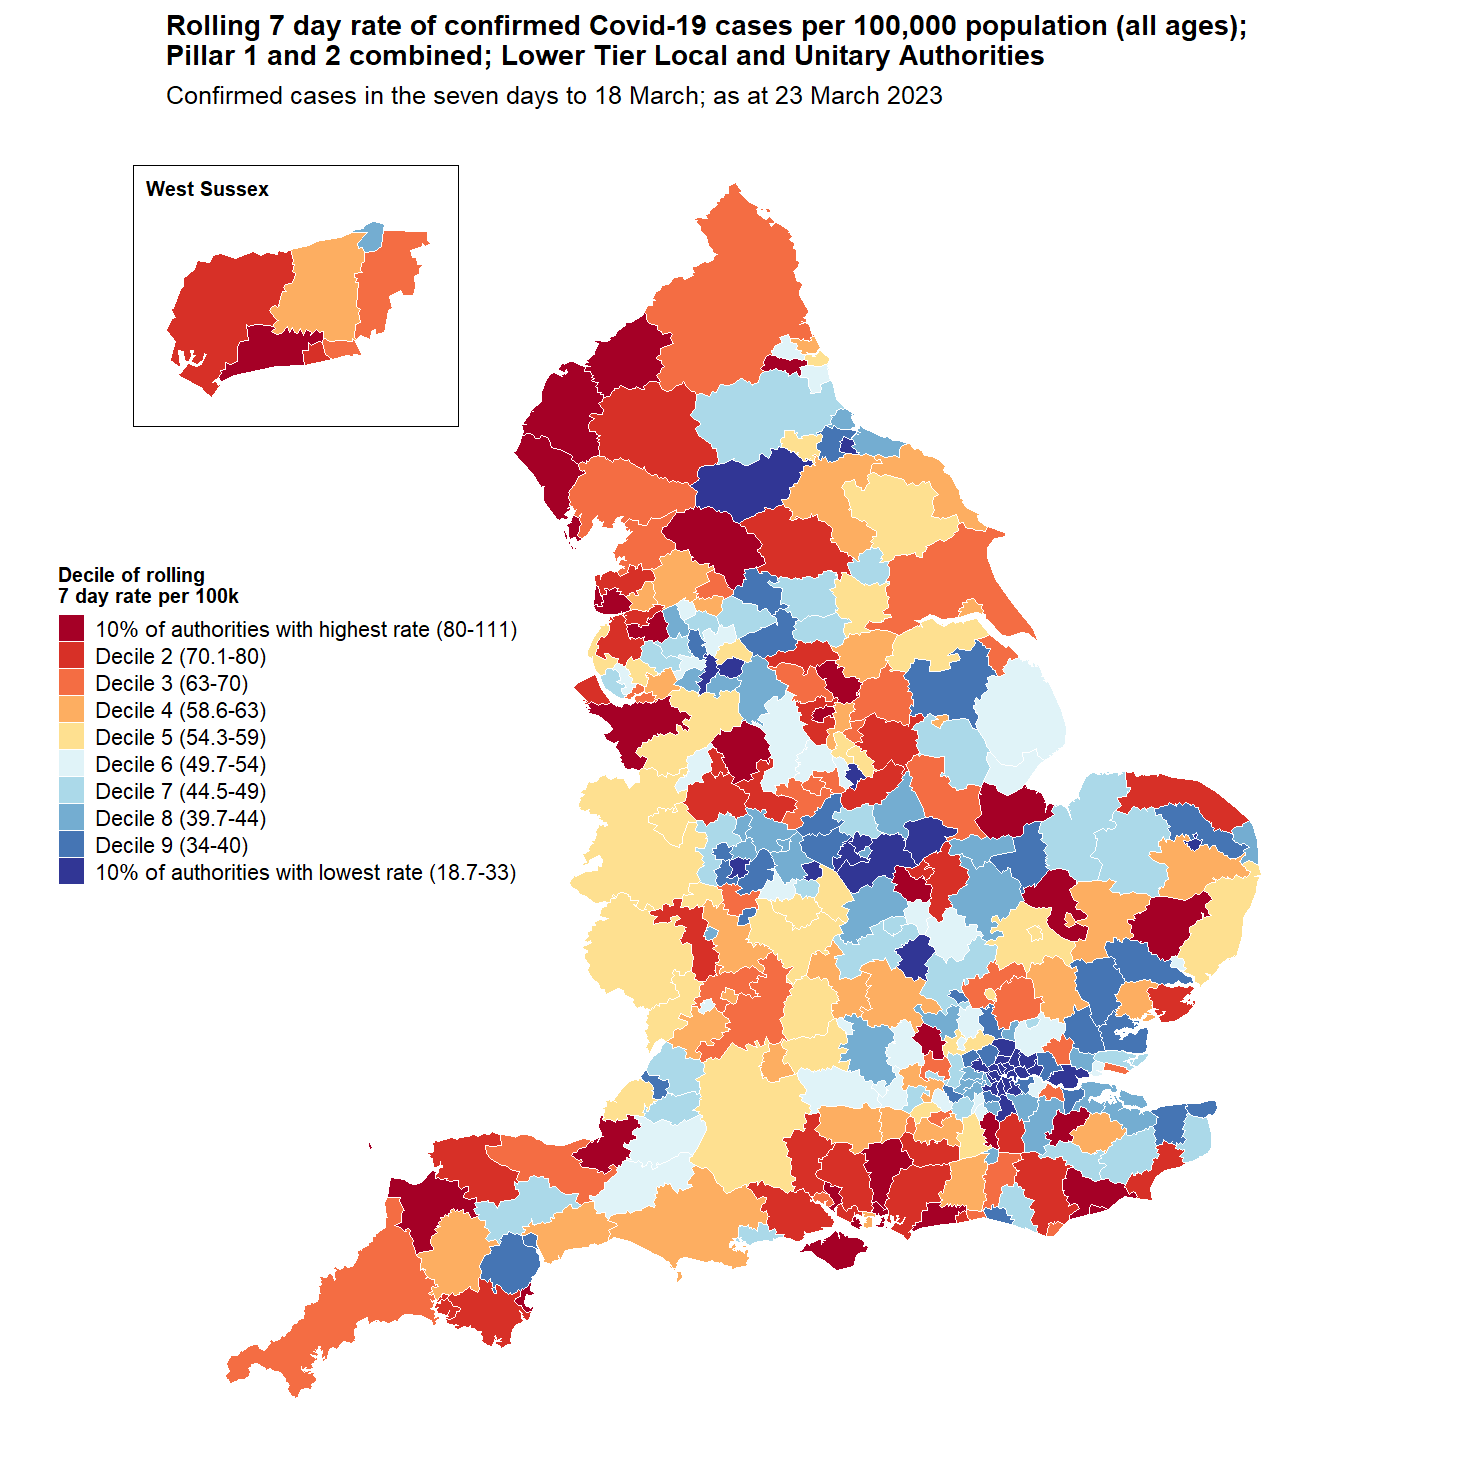 Rolling 7 day rate of confirmed Covid-19 cases per 100,000 population (all ages);
Pillar 1 and 2 combined; Lower Tier Local and Unitary Authorities
Confirmed cases in the seven days to 18 March; as at 23 March 2023
West Sussex
Decile of rolling
7 day rate per 100k
10% of authorities with highest rate (80-111)
Decile 2 (70.1-80)
Decile 3 (63-70)
Decile 4 (58.6-63)
Decile 5 (54.3-59)
Decile 6 (49.7-54)
Decile 7 (44.5-49)
Decile 8 (39.7-44)
Decile 9 (34-40)
10% of authorities with lowest rate (18.7-33)